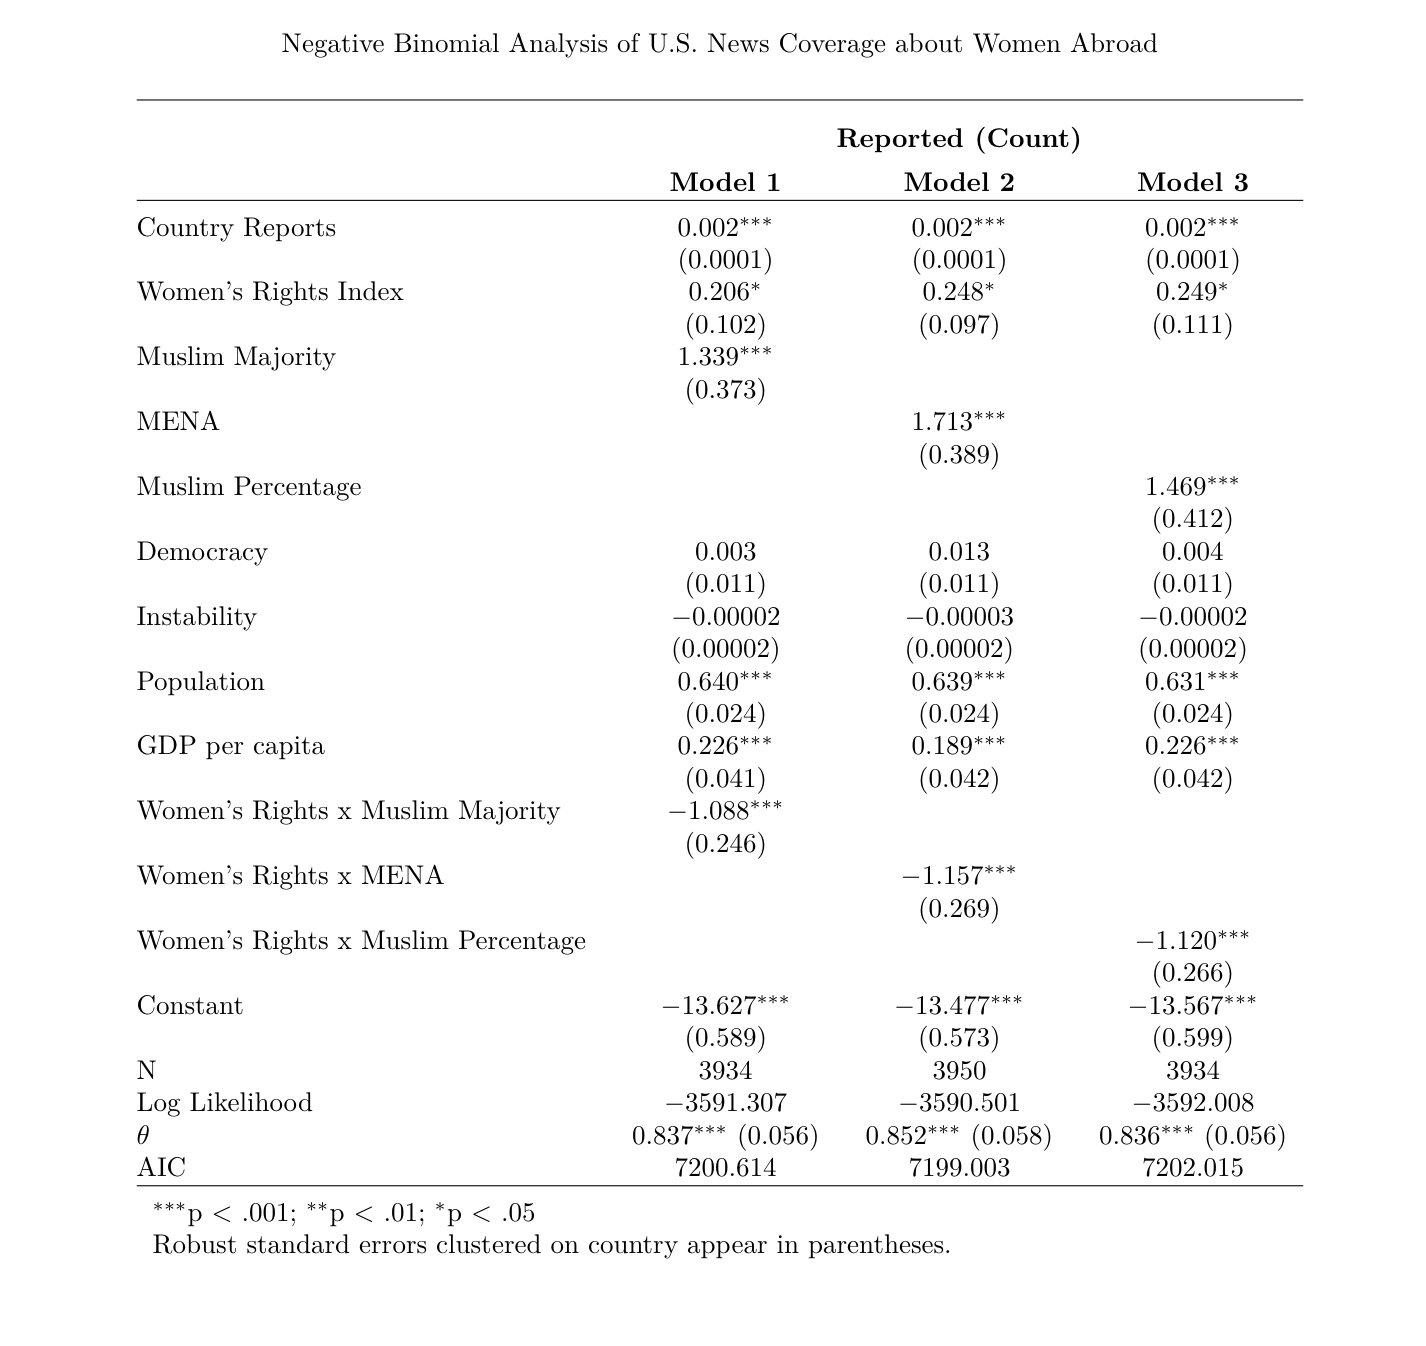 Negative Binomial Analysis of U.S. News Coverage about Women Abroad
Reported (Count)
Model 1 Model 2 Model 3
Country Reports 0.002*** 0.002*** 0.002***
(0.0001) (0.0001) (0.0001)
Women's Rights Index 0.206* 0.248* 0.249*
(0.102) (0.097) (0.111)
Muslim Majority 1.339***
(0.373)
MENA 1.713***
(0.389)
Muslim Percentage 1.469***
(0.412)
Democracy 0.003 0.013 0.004
(0.011) (0.011) (0.011)
Instability −0.00002 −0.00003 −0.00002
(0.00002) (0.00002) (0.00002)
Population 0.640*** 0.639*** 0.631***
(0.024) (0.024) (0.024)
GDP per capita 0.226*** 0.189*** 0.226***
(0.041) (0.042) (0.042)
Women's Rights x Muslim Majority −1.088***
(0.246)
Women's Rights x MENA −1.157***
(0.269)
Women's Rights x Muslim Percentage −1.120***
(0.266)
Constant −13.627*** −13.477*** −13.567***
(0.589) (0.573) (0.599)
N 3934 3950 3934
Log Likelihood −3591.307 −3590.501 −3592.008
θ 0.837*** (0.056) 0.852*** (0.058) 0.836*** (0.056)
AIC 7200.614 7199.003 7202.015
***p < .001; **p < .01; *p < .05
Robust standard errors clustered on country appear in parentheses.